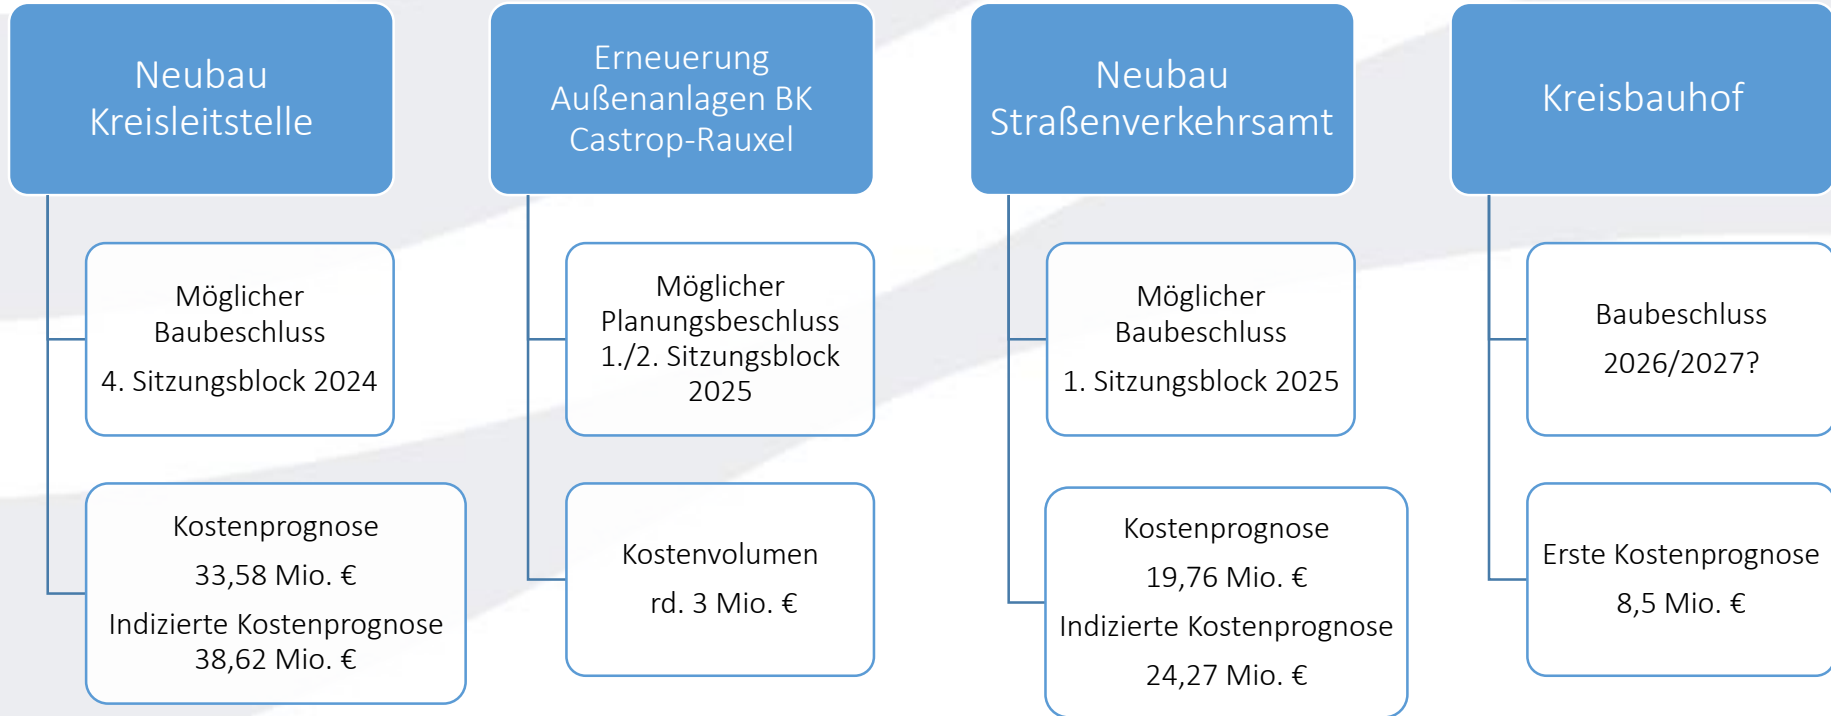 Neubau
Kreisleitstelle
Möglicher
Baubeschluss
4. Sitzungsblock 2024
Kostenprognose
33,58 Mio. €
Indizierte Kostenprognose
38,62 Mio. €
Erneuerung
Außenanlagen BK
Castrop-Rauxel
Möglicher
Planungsbeschluss
1./2. Sitzungsblock
2025
Kostenvolumen
rd. 3 Mio. €
Neubau
Straßenverkehrsamt
Möglicher
Baubeschluss
1. Sitzungsblock 2025
Kostenprognose
19,76 Mio. €
Indizierte Kostenprognose
24,27 Mio. €
Kreisbauhof
Baubeschluss
2026/2027?
Erste Kostenprognose
8,5 Mio. €